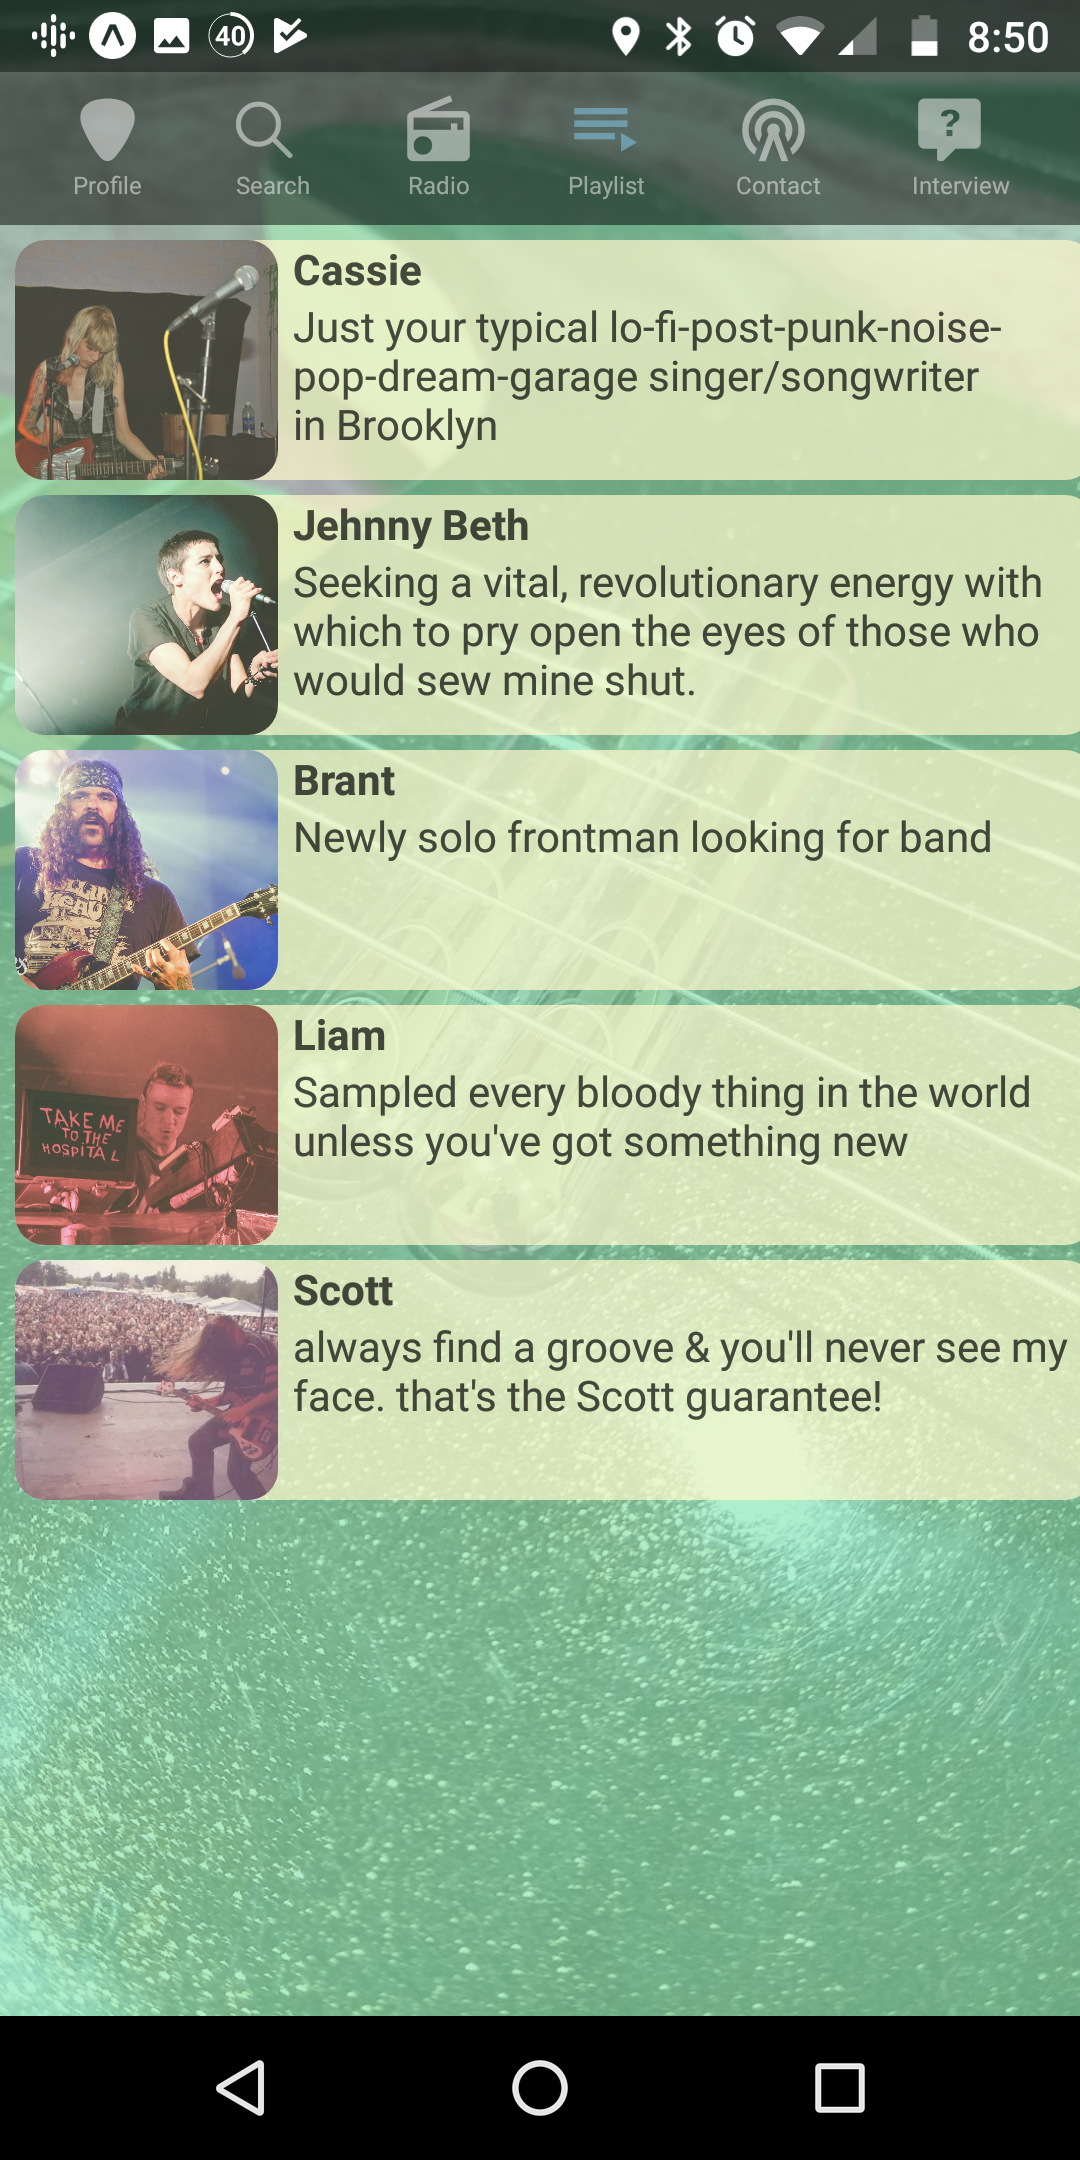 40
8:50
Profile
Search
Radio
Playlist
Contact
?
Interview
Cassie
Just your typical lo-fi-post-punk-noise-
pop-dream-garage singer/songwriter
in Brooklyn
Jehnny Beth
Seeking a vital, revolutionary energy with
which to pry open the eyes of those who
would sew mine shut.
Brant
Newly solo frontman looking for band
Liam
Sampled every bloody thing in the world
unless you've got something new
TAKE ME
TO THE
HOSPITAL
Scott
always find a groove & you'll never see my
face. that's the Scott guarantee!